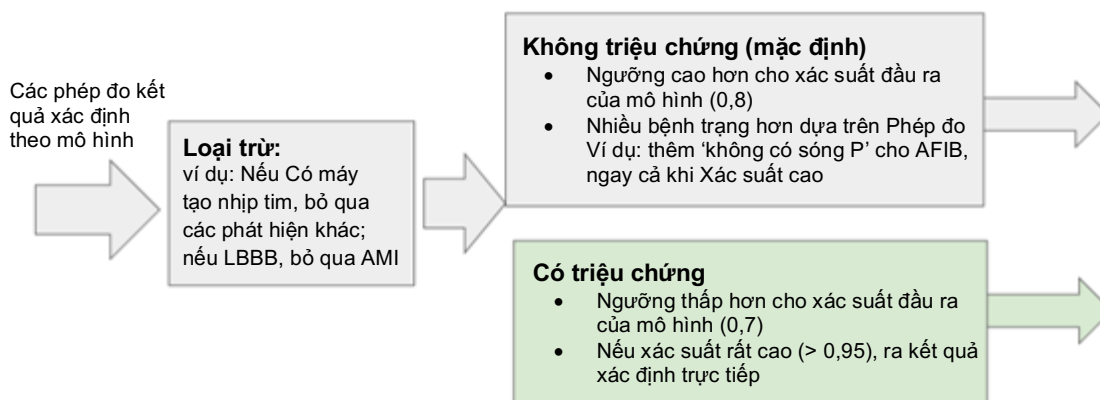 Các phép đo kết
quả xác định
theo mô hình
Loại trừ:
ví dụ: Nếu Có máy
tạo nhịp tim, bỏ qua
các phát hiện khác;
nếu LBBB, bỏ qua AMI
Không triệu chứng (mặc định)
• Ngưỡng cao hơn cho xác suất đầu ra
của mô hình (0,8)
• Nhiều bệnh trạng hơn dựa trên Phép đo
Ví dụ: thêm ‘không có sóng P’ cho AFIB,
ngay cả khi Xác suất cao
Có triệu chứng
• Ngưỡng thấp hơn cho xác suất đầu ra
của mô hình (0,7)
• Nếu xác suất rất cao (> 0,95), ra kết quả
xác định trực tiếp